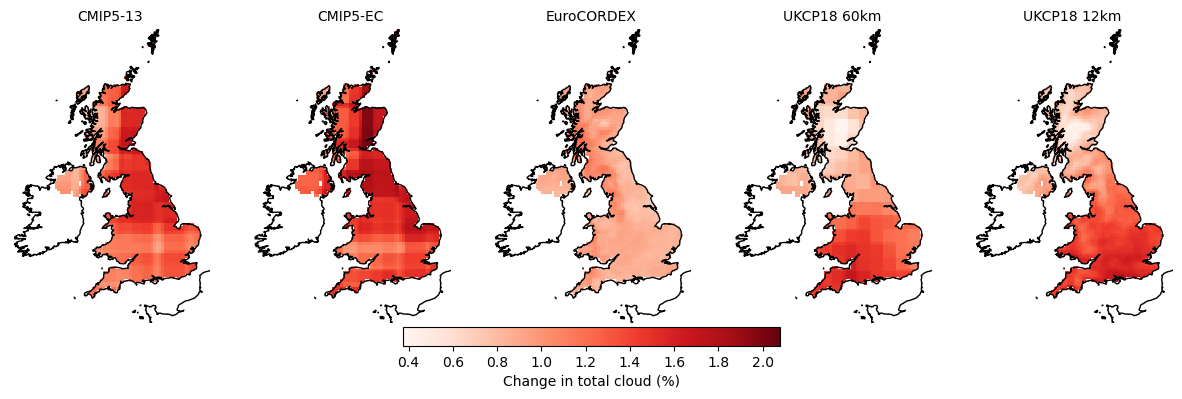 CMIP5-13 CMIP5-EC EuroCORDEX UKCP18 60km UKCP18 12km
0.4 0.6 0.8 1.0 1.2 1.4 1.6 1.8 2.0
Change in total cloud (%)